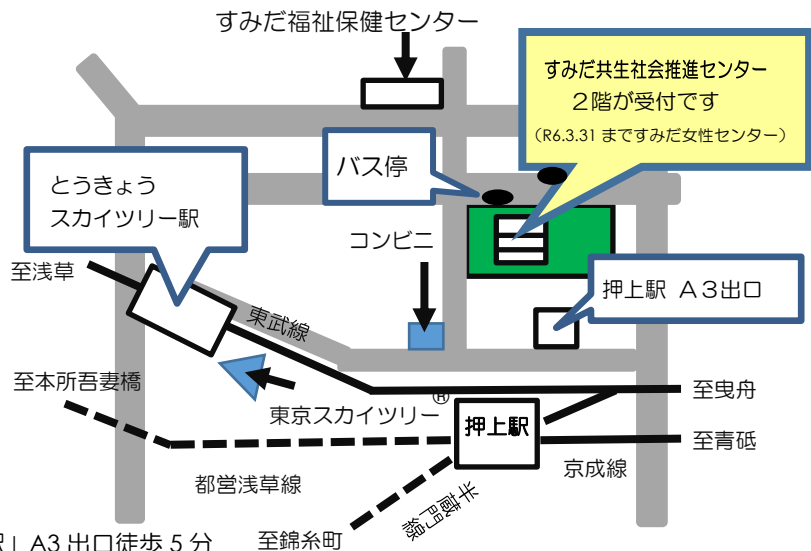 すみだ福祉保健センター
すみだ共生社会推進センター
２階が受付です
（R6.3.31 まですみだ女性センター）
バス停
とうきょう
スカイツリー駅
コンビニ
至浅草
押上駅 Ａ３出口
東武線
至本所吾妻橋
至曳舟
®
東京スカイツリー
押上駅
至青砥
京成線
都営浅草線
半蔵門線
駅」A3 出口徒歩 5 分
至錦糸町